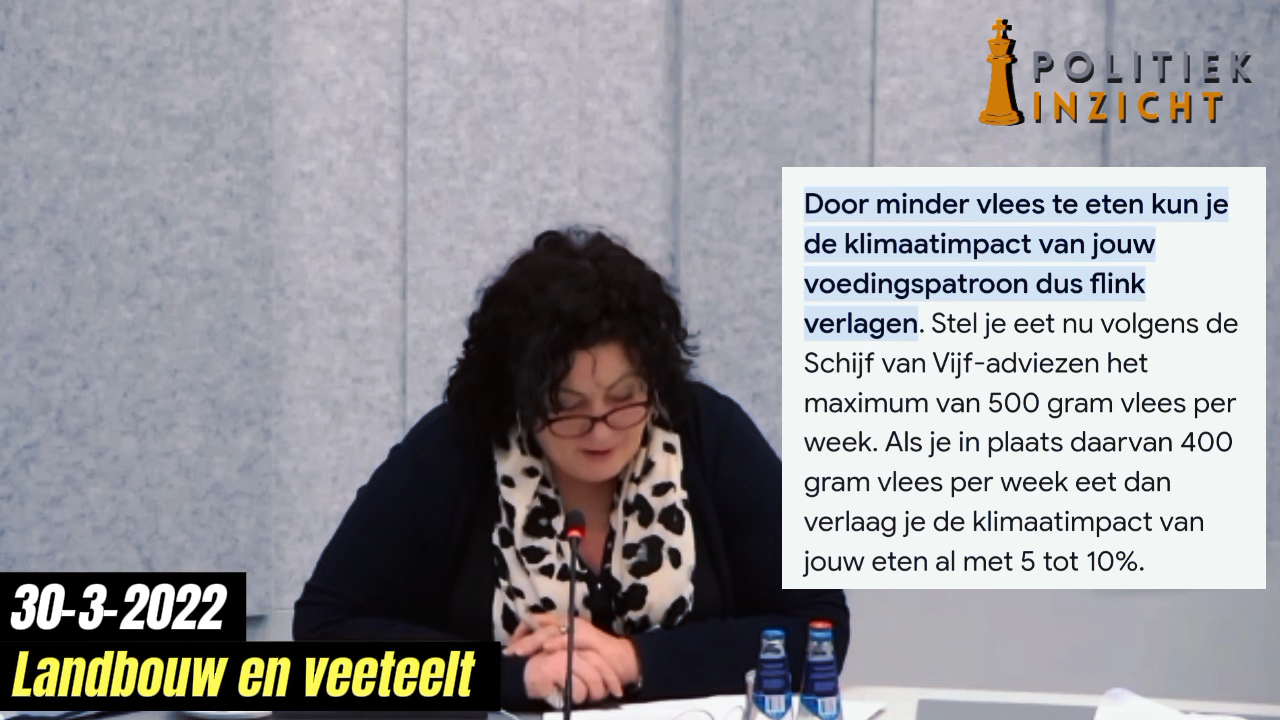 POLITIEK
INZICHT
Door minder vlees te eten kun je
de klimaatimpact van jouw
voedingspatroon dus flink
verlagen. Stel je eet nu volgens de
Schijf van Vijf-adviezen het
maximum van 500 gram vlees per
week. Als je in plaats daarvan 400
gram vlees per week eet dan
verlaag je de klimaatimpact van
jouw eten al met 5 tot 10%.
30-3-2022
Landbouw en veeteelt